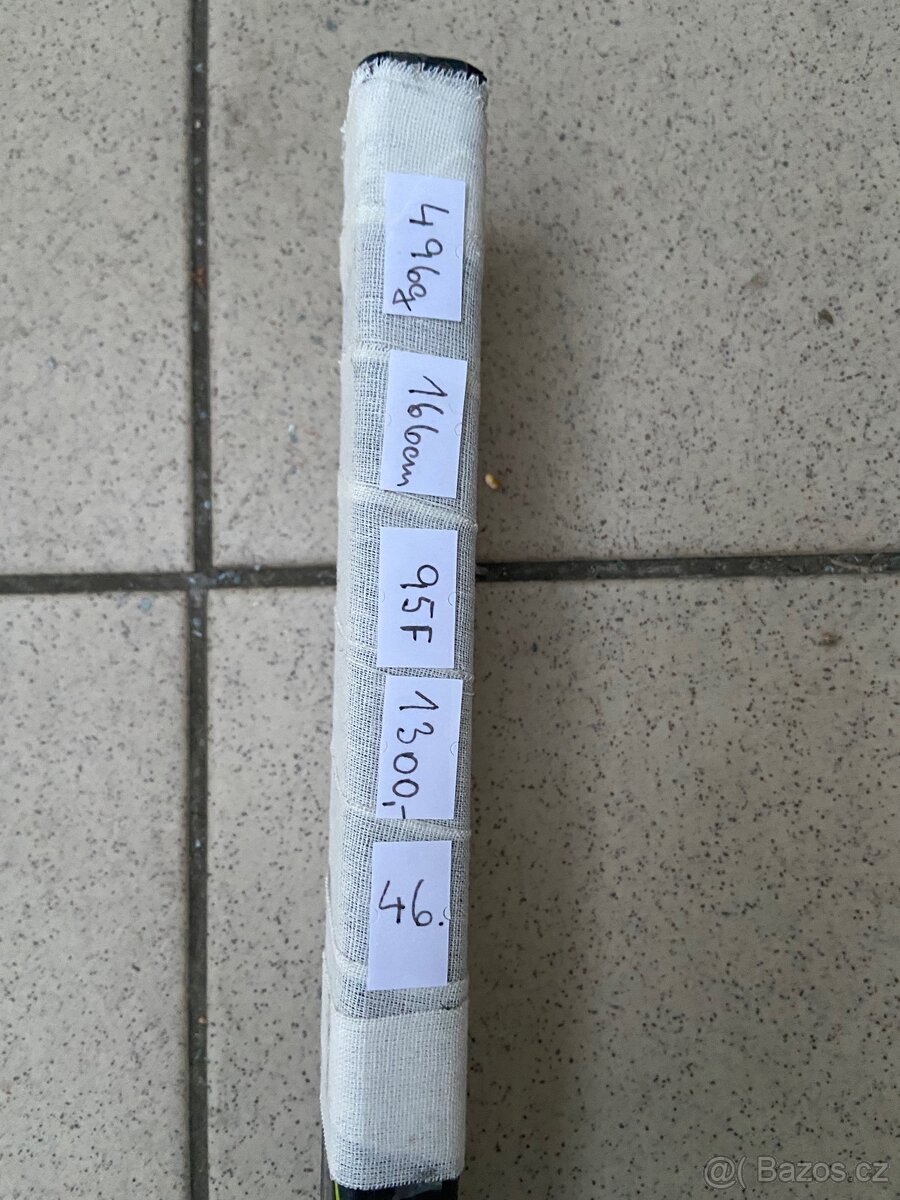 496g
166cm
95F
1300,-
46.
@( Bazos.cz